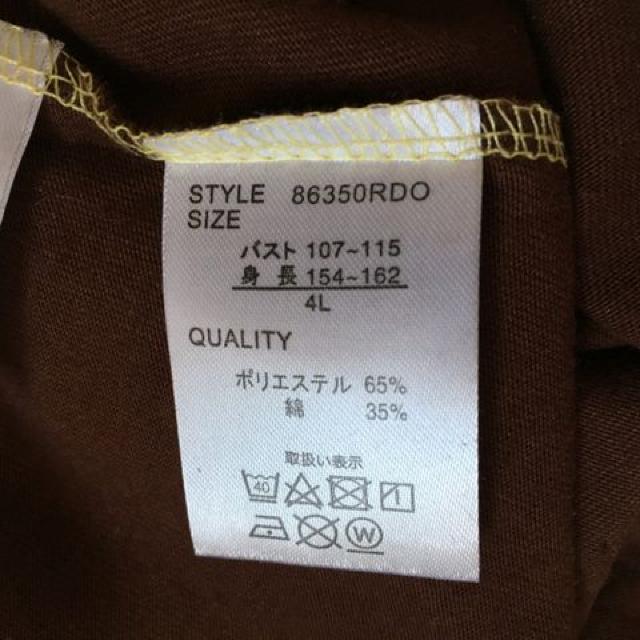 STYLE 86350RDO
SIZE
バスト 107~115
身長 154~162
4L
QUALITY
ポリエステル 65%
綿 35%
取扱い表示
40
W